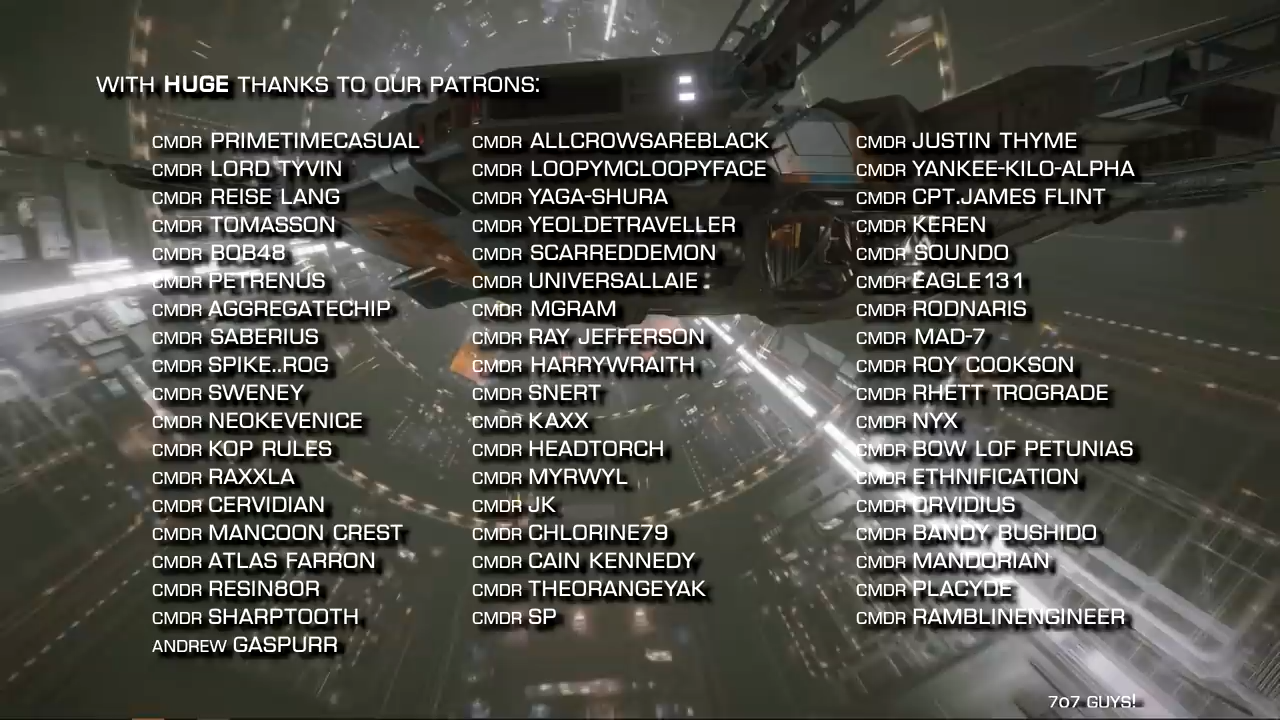 WITH HUGE THANKS TO OUR PATRONS:
CMDR PRIMETIMECASUAL
CMDR LORD TYVIN
CMDR REISE LANG
CMDR TOMASSON
CMDR BOB48
CMDR PETRENUS
CMDR AGGREGATECHIP
CMDR SABERIUS
CMDR SPIKE..ROG
CMDR SWENEY
CMDR NEOKEVENICE
CMDR KOP RULES
CMDR RAXXLA
CMDR CERVIDIAN
CMDR MANCOON CREST
CMDR ATLAS FARRON
CMDR RESIN8OR
CMDR SHARPTOOTH
ANDREW GASPURR
CMDR ALLCROWSAREBLACK
CMDR LOOPYMCLOOPYFACE
CMDR YAGA-SHURA
CMDR YEOLDETRAVELLER
CMDR SCARREDDEMON
CMDR UNIVERSALLAIE
CMDR MGRAM
CMDR RAY JEFFERSON
CMDR HARRYWRAITH
CMDR SNERT
CMDR KAXX
CMDR HEADTORCH
CMDR MYRWYL
CMDR JK
CMDR CHLORINE79
CMDR CAIN KENNEDY
CMDR THEORANGEYAK
CMDR SP
CMDR JUSTIN THYME
CMDR YANKEE-KILO-ALPHA
CMDR CPT.JAMES FLINT
CMDR KEREN
CMDR SOUNDO
CMDR EAGLE131
CMDR RODNARIS
CMDR MAD-7
CMDR ROY COOKSON
CMDR RHETT TROGRADE
CMDR NYX
CMDR BOW LOF PETUNIAS
CMDR ETHNIFICATION
CMDR ORVIDIUS
CMDR BANDY BUSHIDO
CMDR MANDORIAN
CMDR PLACYDE
CMDR RAMBLINENGINEER
7o7 GUYS!